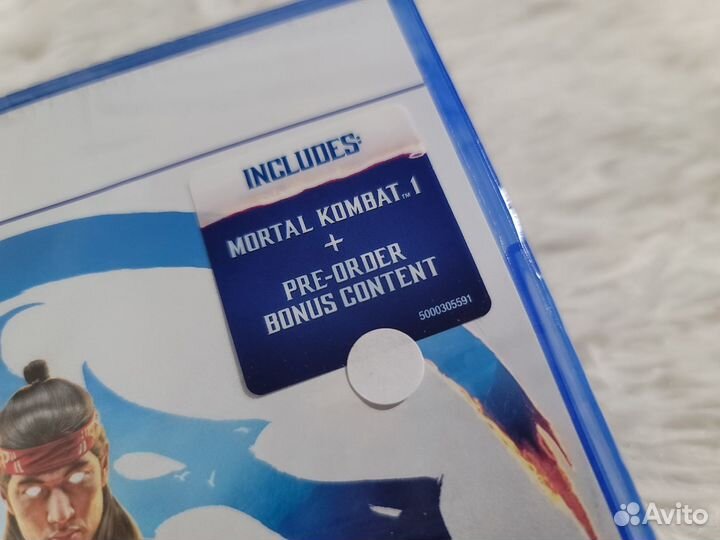 INCLUDES:
MORTAL KOMBAT™ 1
+
PRE-ORDER
BONUS CONTENT
5000305591
Avito